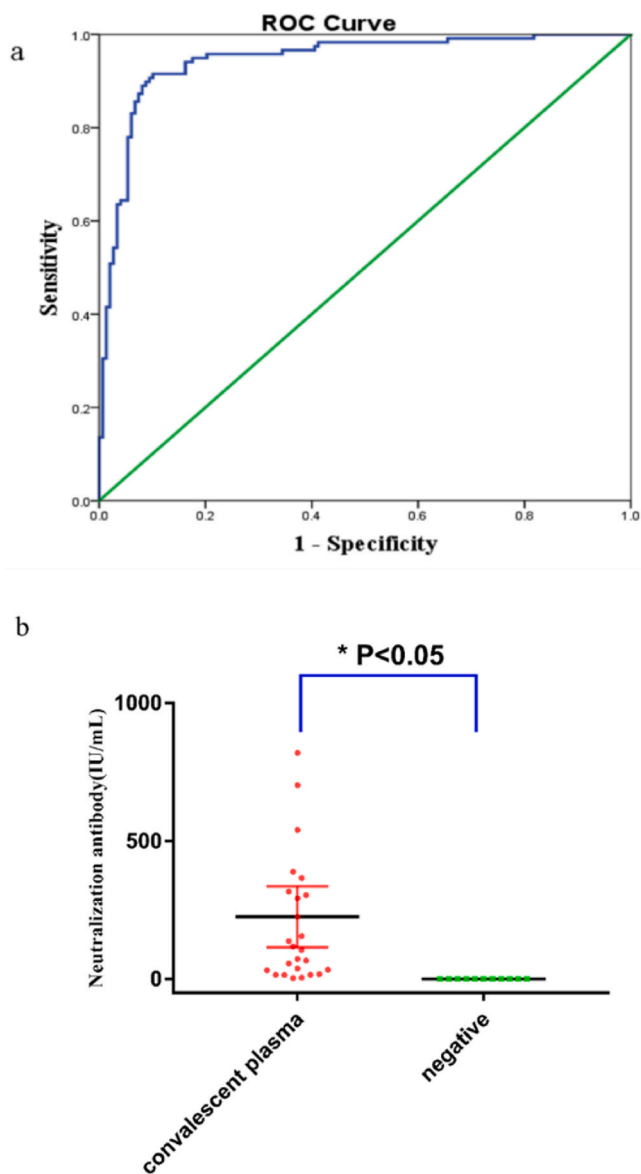 ROC Curve
a
1.0
0.8
0.6
0.4
0.2
0.0
Sensitivity
0.0 0.2 0.4 0.6 0.8 1.0
1 - Specificity
b
* P<0.05
1000
500
0
Neutralization antibody(IU/mL)
convalescent plasma
negative